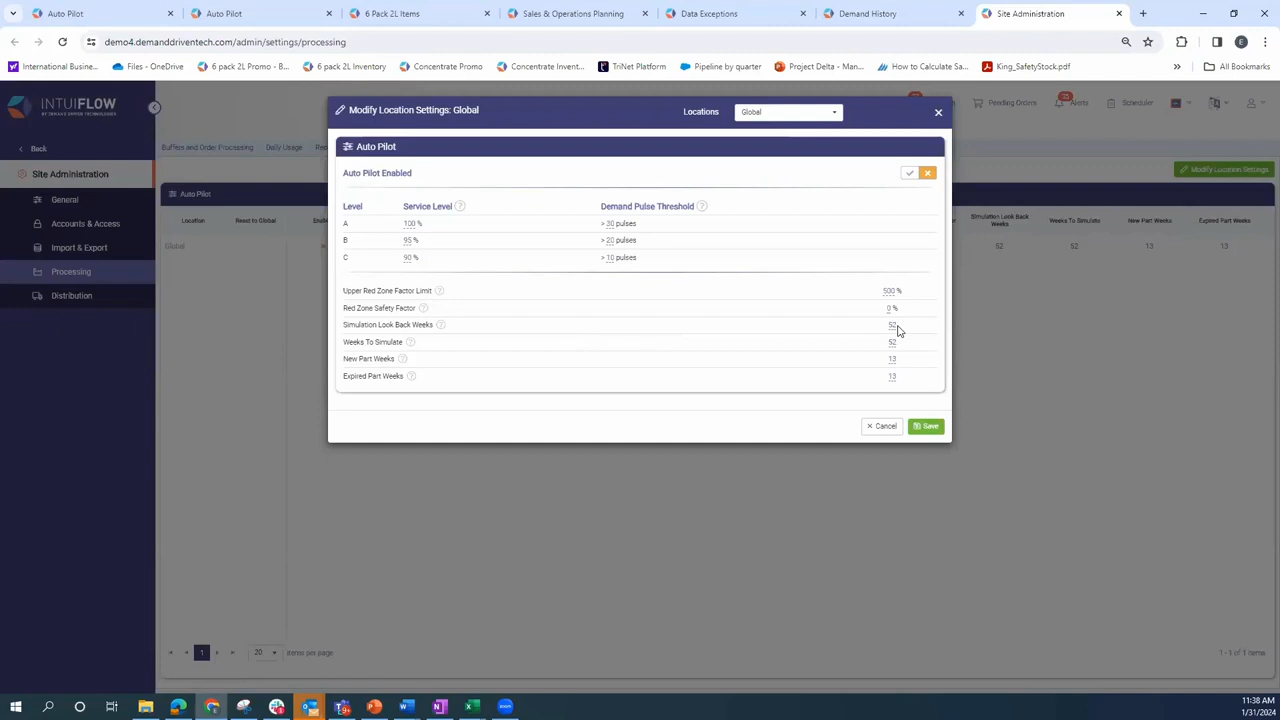 Auto Pilot
Auto Pilot
6 Pack 2L Items
Sales & Operations Planning
Data Exceptions
Demand History
Site Administration
demo4.demanddriventech.com/admin/settings/processing
E
International Busine...
Files - OneDrive
6 pack 2L Promo - B...
6 pack 2L Inventory
Concentrate Promo
Concentrate Invent...
TriNet Platform
Pipeline by quarter
Project Delta - Man...
How to Calculate Sa...
King_SafetyStock.pdf
All Bookmarks
INTUIFLOW
BY DEMAND DRIVEN TECHNOLOGIES
Pending Orders
Alerts
Scheduler
Back
Site Administration
General
Accounts & Access
Import & Export
Processing
Distribution
Buffers and Order Processing
Daily Usage
Modify Location Settings
Auto Pilot
Location
Reset to Global
Simulation Look Back Weeks
Weeks To Simulate
New Part Weeks
Expired Part Weeks
Global
52
52
13
13
Modify Location Settings: Global
Locations
Global
Auto Pilot
Auto Pilot Enabled
Level Service Level Demand Pulse Threshold
A 100 % > 30 pulses
B 95 % > 20 pulses
C 90 % > 10 pulses
Upper Red Zone Factor Limit 500 %
Red Zone Safety Factor 0 %
Simulation Look Back Weeks 52
Weeks To Simulate 52
New Part Weeks 13
Expired Part Weeks 13
Cancel
Save
1
20
items per page
1 - 1 of 1 items
11:38 AM
1/31/2024